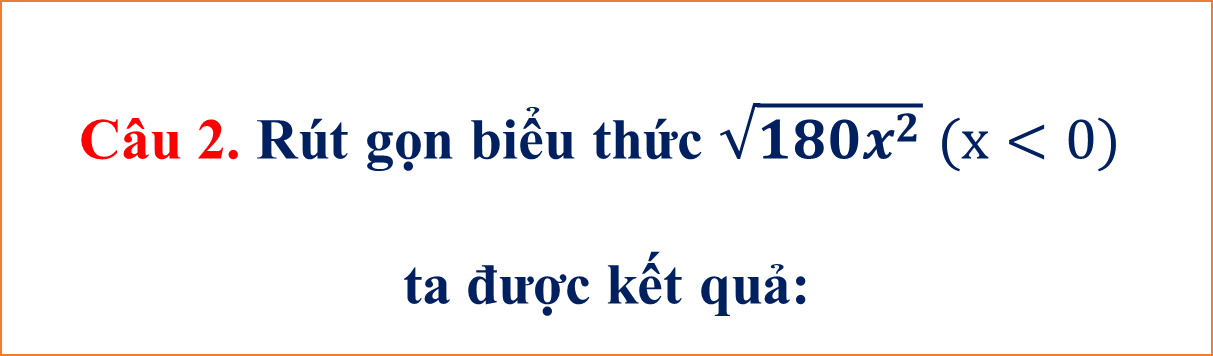 Câu 2. Rút gọn biểu thức √180x² (x < 0)
ta được kết quả: